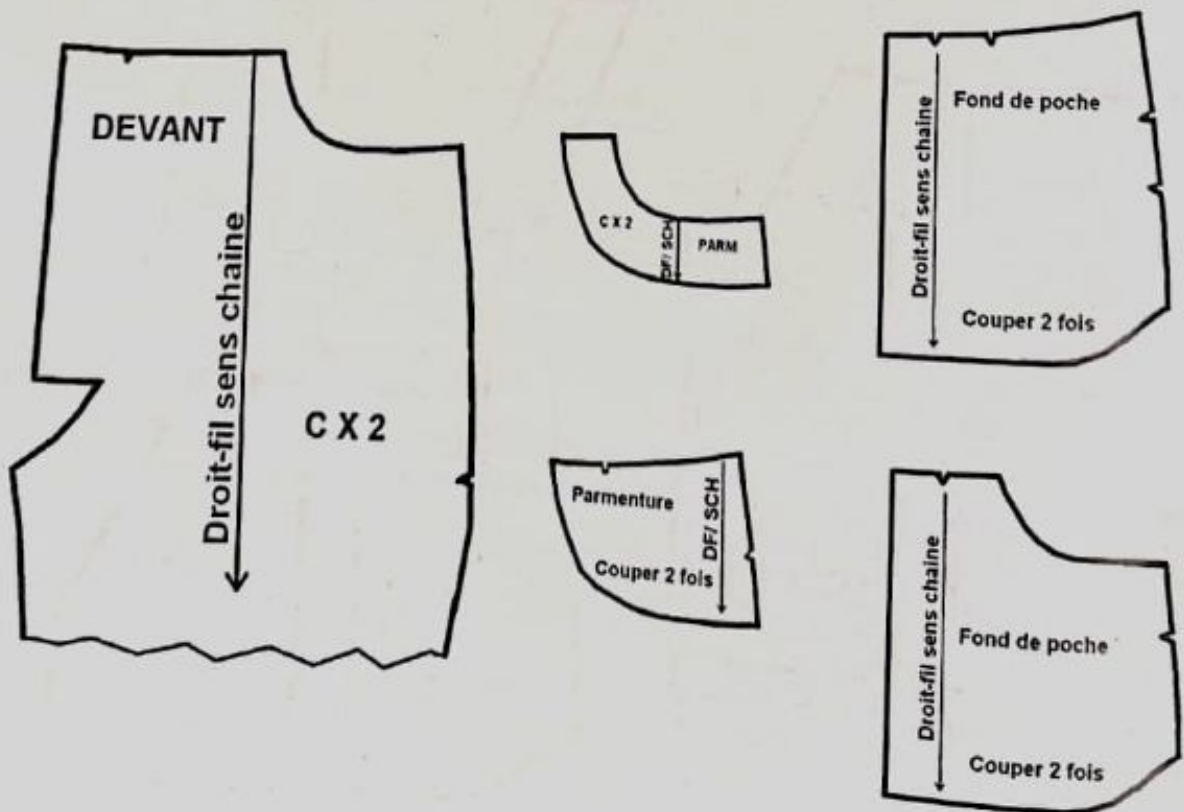 DEVANT
Droit-fil sens chaine
C X 2
C X 2
DF/ SCH
PARM
Parmenture
Couper 2 fois
DF/ SCH
Fond de poche
Droit-fil sens chaine
Couper 2 fois
Droit-fil sens chaine
Fond de poche
Couper 2 fois